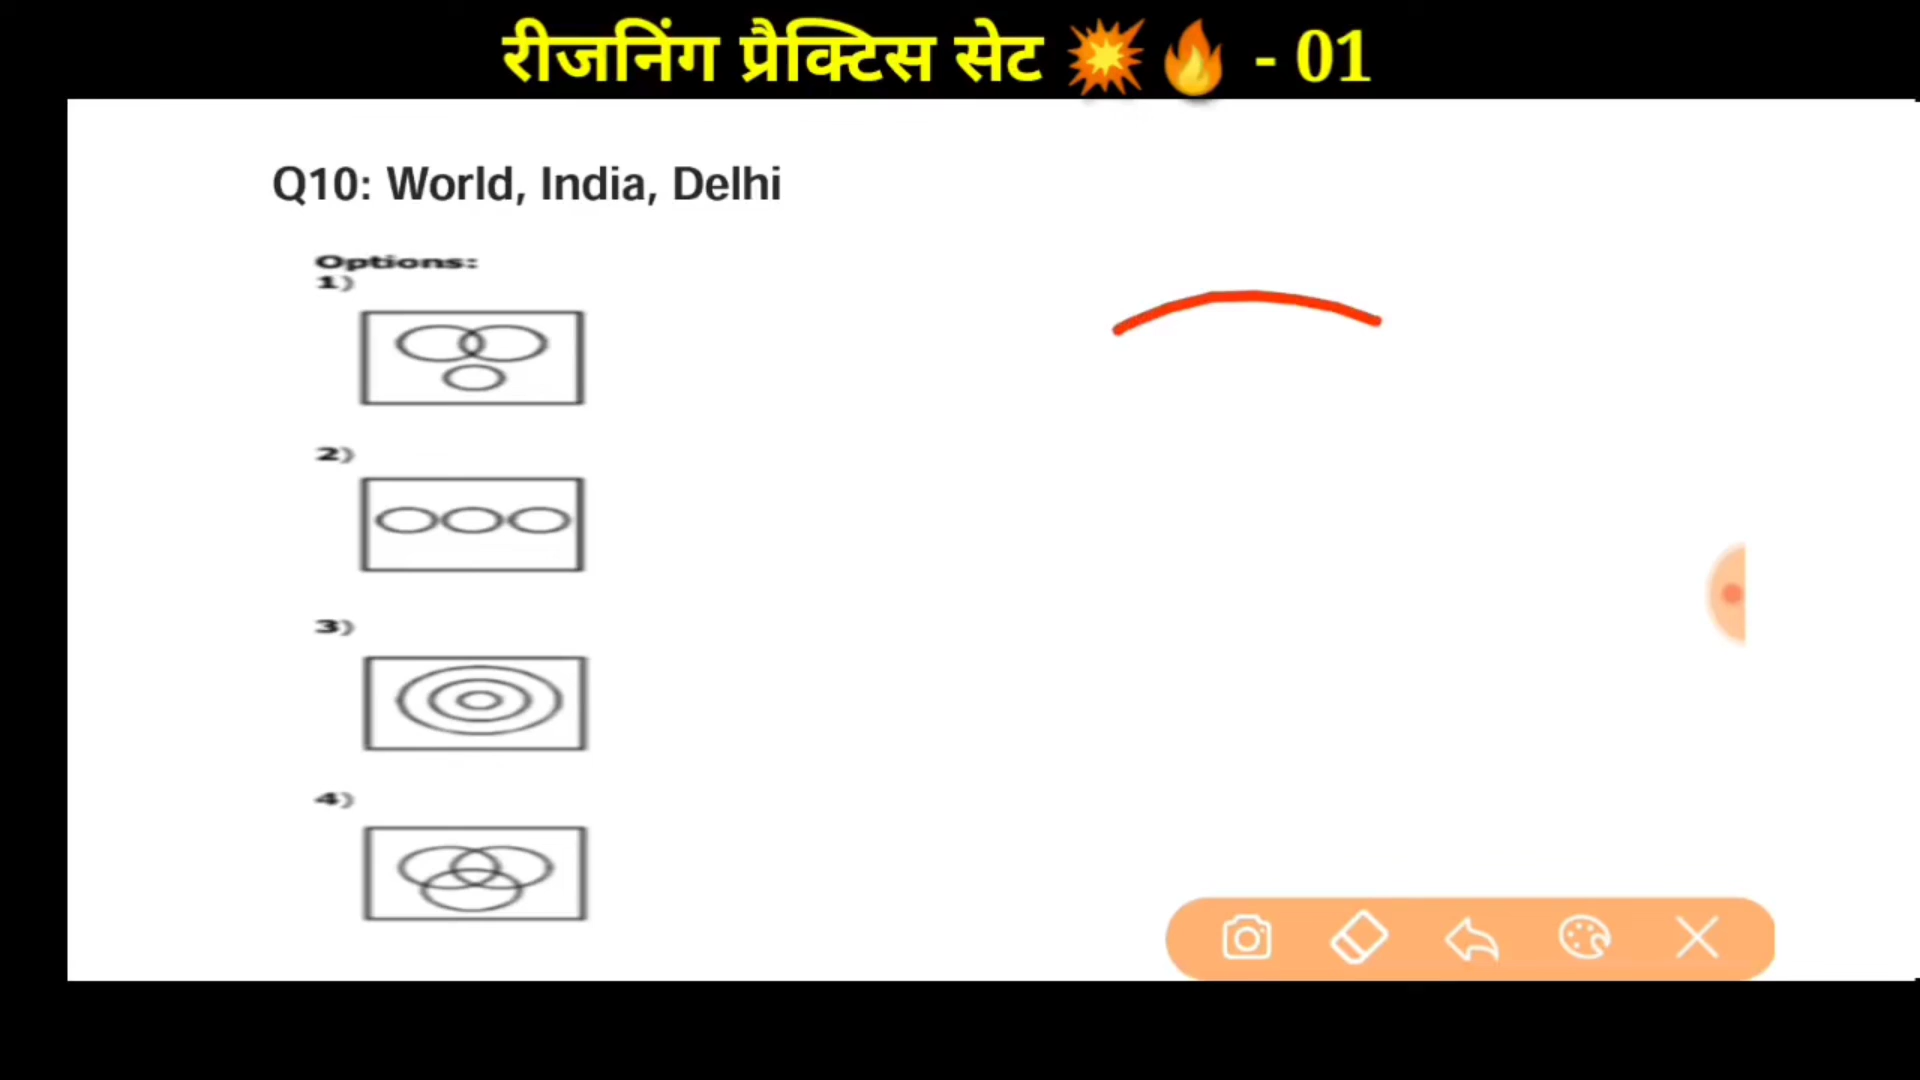 रीजनिंग प्रैक्टिस सेट 💥🔥 - 01
Q10: World, India, Delhi
Options:
1)
2)
3)
4)